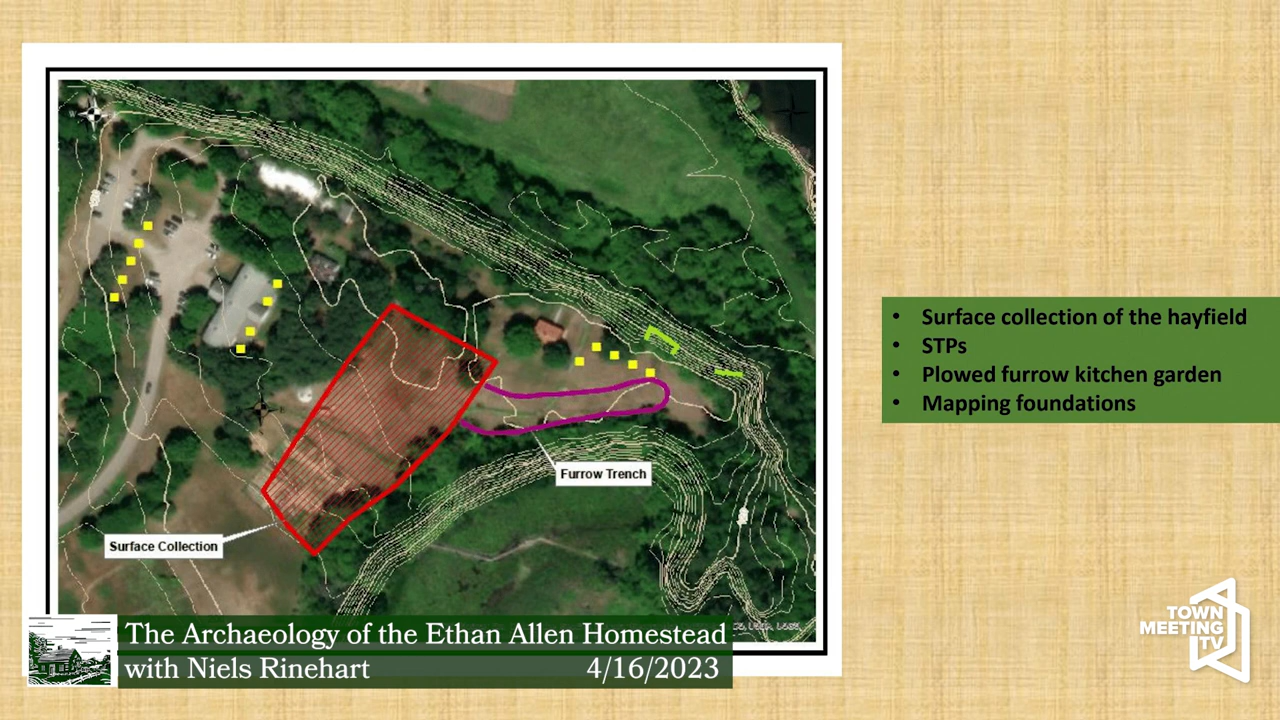 Furrow Trench
Surface Collection
• Surface collection of the hayfield
• STPs
• Plowed furrow kitchen garden
• Mapping foundations
The Archaeology of the Ethan Allen Homestead
with Niels Rinehart 4/16/2023
TOWN
MEETING
TV